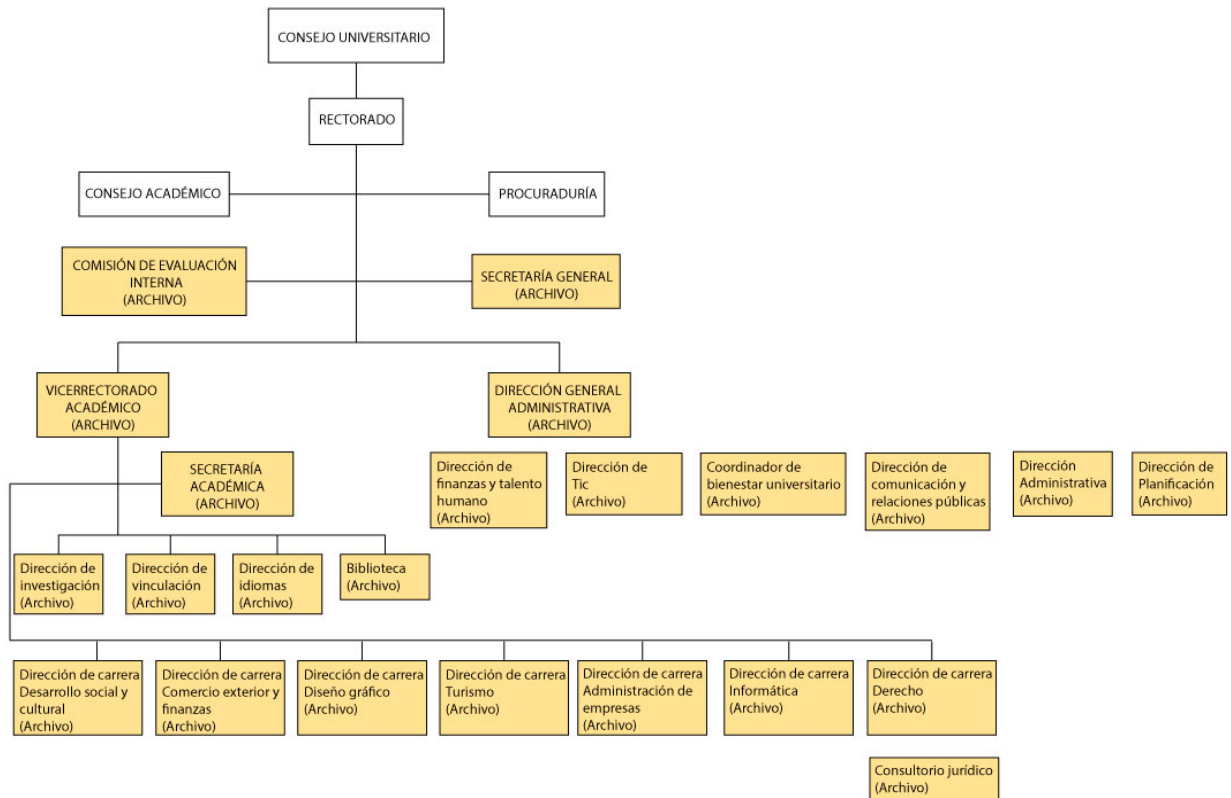 CONSEJO UNIVERSITARIO
RECTORADO
CONSEJO ACADÉMICO
PROCURADURÍA
COMISIÓN DE EVALUACIÓN
INTERNA
(ARCHIVO)
SECRETARÍA GENERAL
(ARCHIVO)
VICERRECTORADO
ACADÉMICO
(ARCHIVO)
DIRECCIÓN GENERAL
ADMINISTRATIVA
(ARCHIVO)
SECRETARÍA
ACADÉMICA
(ARCHIVO)
Dirección de
finanzas y talento
humano
(Archivo)
Dirección de
Tic
(Archivo)
Coordinador de
bienestar universitario
(Archivo)
Dirección de
comunicación y
relaciones públicas
(Archivo)
Dirección
Administrativa
(Archivo)
Dirección de
Planificación
(Archivo)
Dirección de
investigación
(Archivo)
Dirección de
vinculación
(Archivo)
Dirección de
idiomas
(Archivo)
Biblioteca
(Archivo)
Dirección de carrera
Desarrollo social y
cultural
(Archivo)
Dirección de carrera
Comercio exterior y
finanzas
(Archivo)
Dirección de carrera
Diseño gráfico
(Archivo)
Dirección de carrera
Turismo
(Archivo)
Dirección de carrera
Administración de
empresas
(Archivo)
Dirección de carrera
Informática
(Archivo)
Dirección de carrera
Derecho
(Archivo)
Consultorio jurídico
(Archivo)